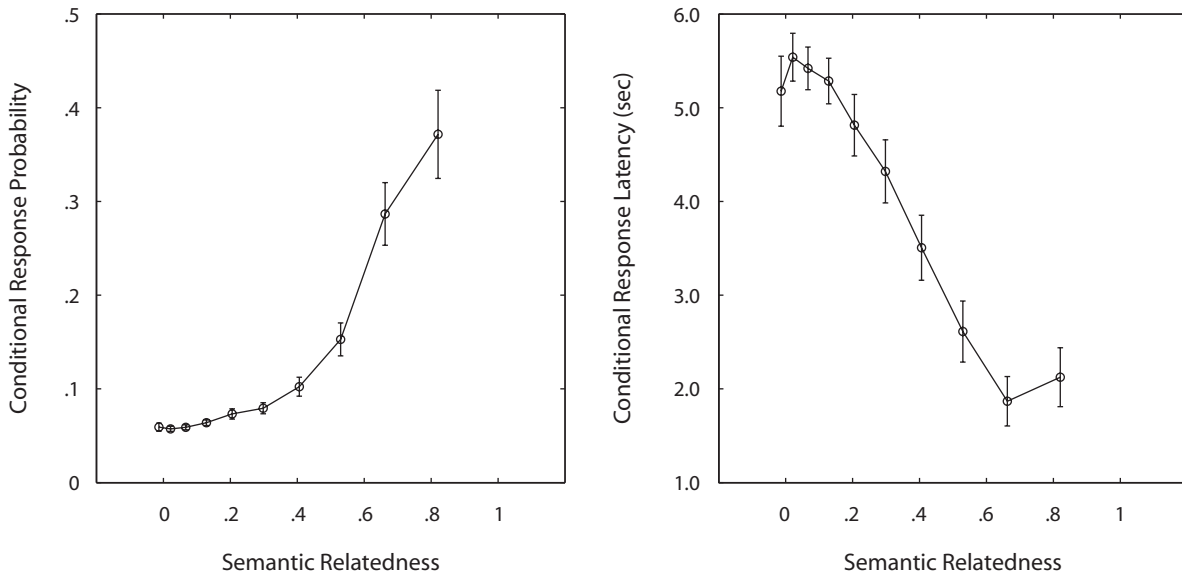 .5
.4
.3
.2
.1
0
Conditional Response Probability
0 .2 .4 .6 .8 1
Semantic Relatedness
6.0
5.0
4.0
3.0
2.0
1.0
Conditional Response Latency (sec)
0 .2 .4 .6 .8 1
Semantic Relatedness